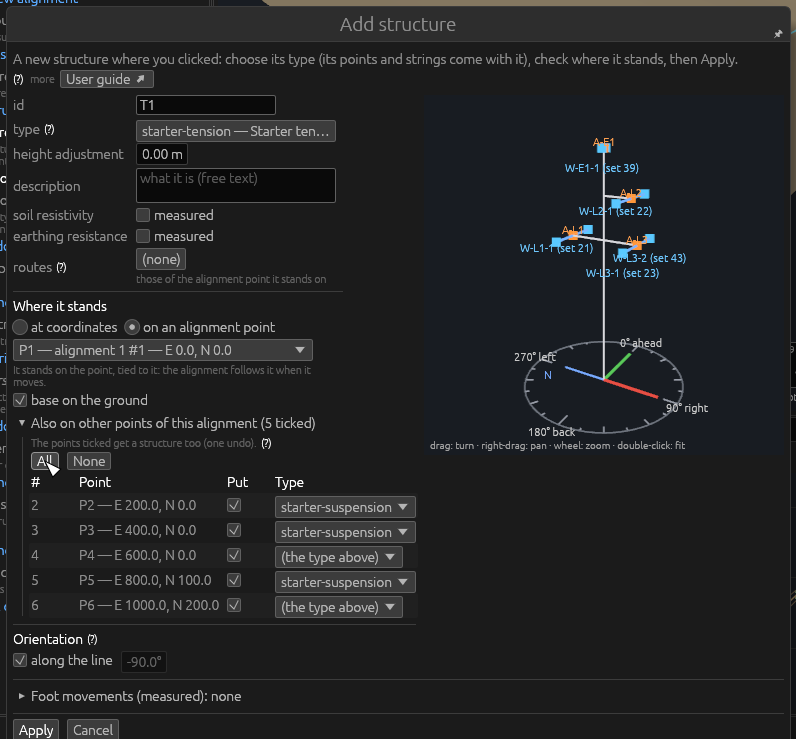 ew alignment
Add structure
A new structure where you clicked: choose its type (its points and strings come with it), check where it stands, then Apply.
(?) more User guide
id T1
type (?) starter-tension — Starter ten…
height adjustment 0.00 m
description what it is (free text)
soil resistivity measured
earthing resistance measured
routes (?) (none)
those of the alignment point it stands on
Where it stands
at coordinates on an alignment point
P1 — alignment 1 #1 — E 0.0, N 0.0
It stands on the point, tied to it: the alignment follows it when it
moves.
base on the ground
Also on other points of this alignment (5 ticked)
The points ticked get a structure too (one undo). (?)
All None
# Point Put Type
2 P2 — E 200.0, N 0.0 starter-suspension
3 P3 — E 400.0, N 0.0 starter-suspension
4 P4 — E 600.0, N 0.0 (the type above)
5 P5 — E 800.0, N 100.0 starter-suspension
6 P6 — E 1000.0, N 200.0 (the type above)
Orientation (?)
along the line -90.0°
Foot movements (measured): none
Apply Cancel
A-E1
W-E1-1 (set 39)
A-L2
W-L2-1 (set 22)
A-L1
W-L1-1 (set 21)
W-L3-2 (set 43)
W-L3-1 (set 23)
0° ahead
270° left
N
90° right
180° back
drag: turn · right-drag: pan · wheel: zoom · double-click: fit